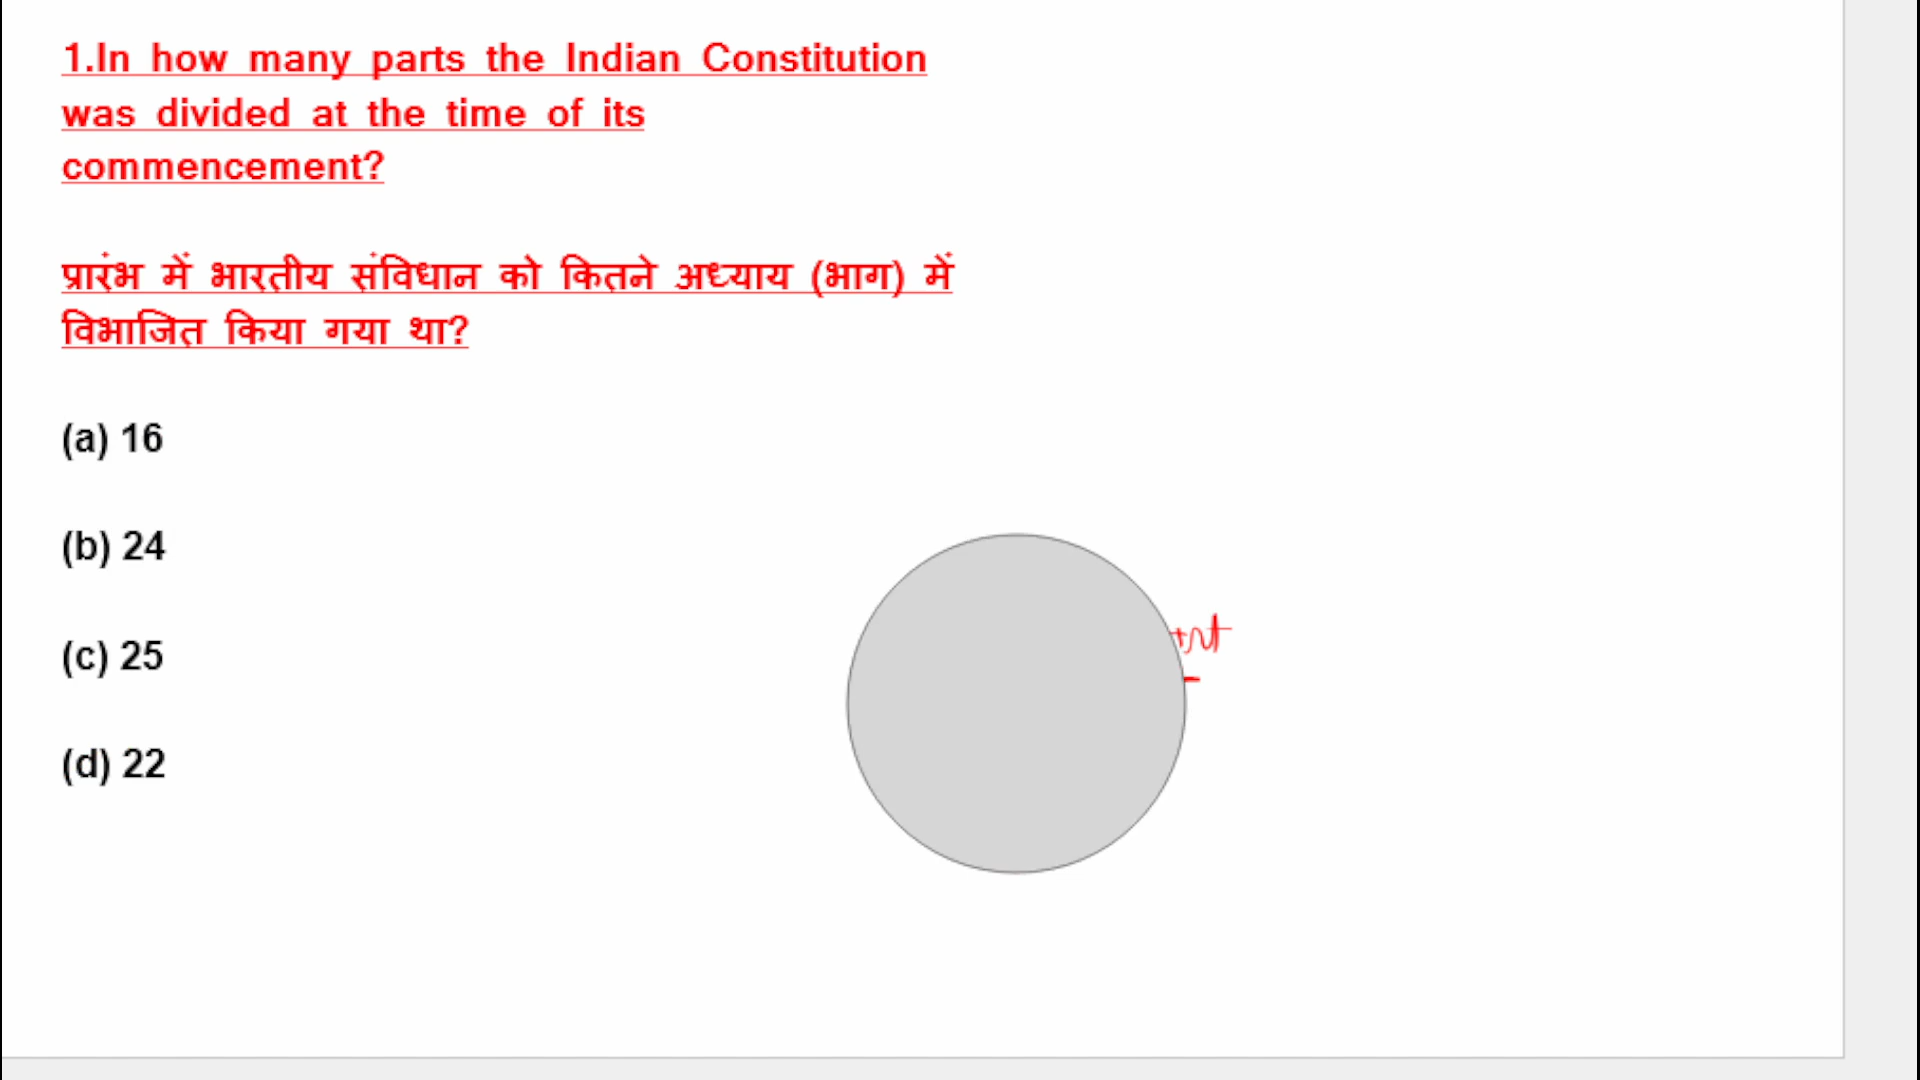 1.In how many parts the Indian Constitution
was divided at the time of its
commencement?
प्रारंभ में भारतीय संविधान को कितने अध्याय (भाग) में
विभाजित किया गया था?
(a) 16
(b) 24
(c) 25
(d) 22